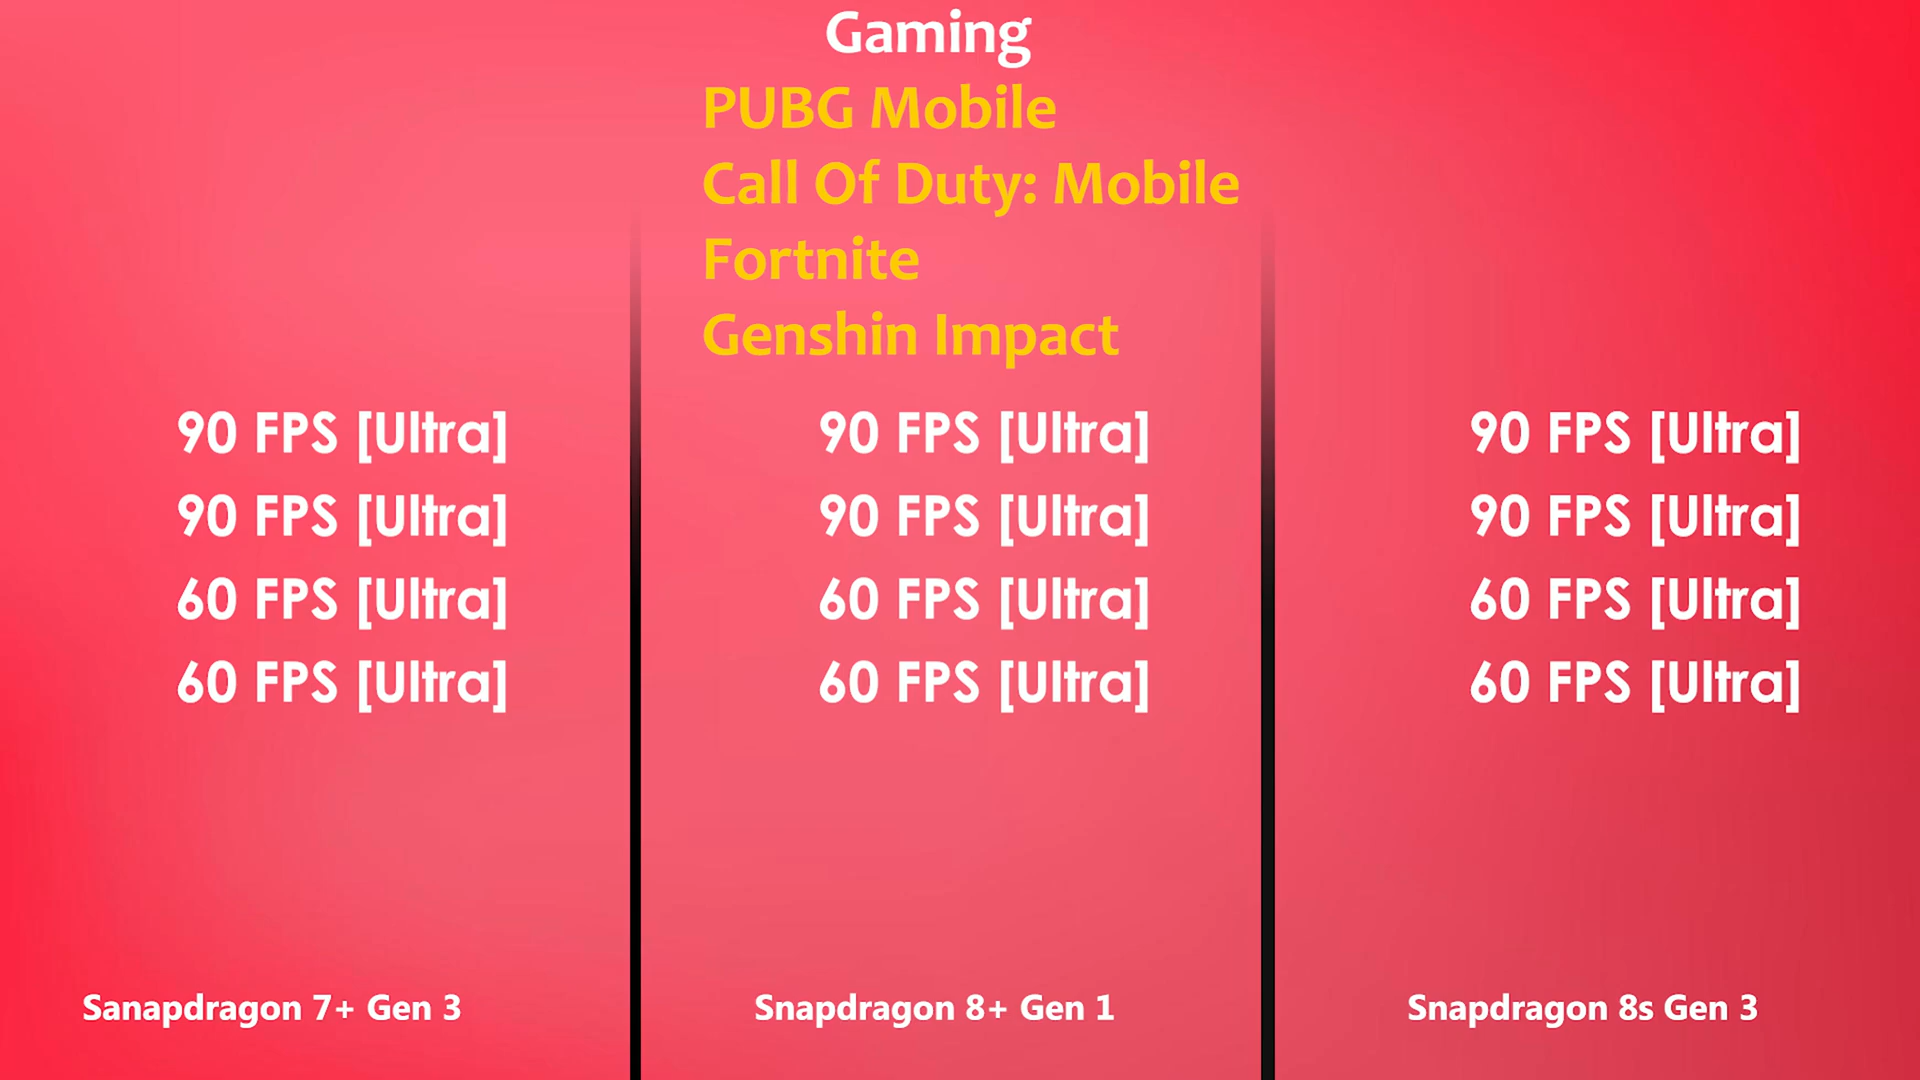 Gaming
PUBG Mobile
Call Of Duty: Mobile
Fortnite
Genshin Impact
90 FPS [Ultra]
90 FPS [Ultra]
60 FPS [Ultra]
60 FPS [Ultra]
90 FPS [Ultra]
90 FPS [Ultra]
60 FPS [Ultra]
60 FPS [Ultra]
90 FPS [Ultra]
90 FPS [Ultra]
60 FPS [Ultra]
60 FPS [Ultra]
Sanapdragon 7+ Gen 3
Snapdragon 8+ Gen 1
Snapdragon 8s Gen 3